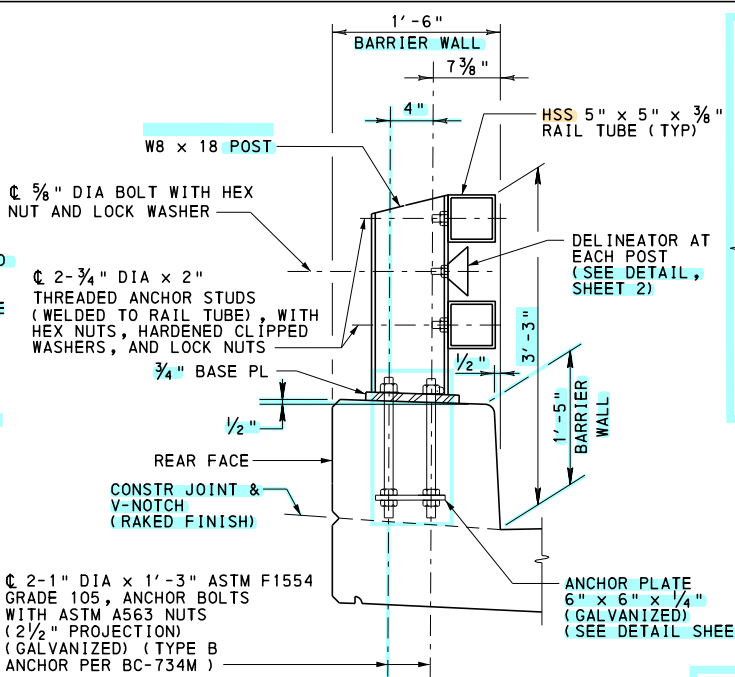 1'-6"
BARRIER WALL
7 3/8"
4"
HSS 5" x 5" x 3/8"
RAIL TUBE (TYP)
W8 x 18 POST
℄ 5/8" DIA BOLT WITH HEX
NUT AND LOCK WASHER
DELINEATOR AT
EACH POST
(SEE DETAIL,
SHEET 2)
℄ 2-3/4" DIA x 2"
THREADED ANCHOR STUDS
(WELDED TO RAIL TUBE), WITH
HEX NUTS, HARDENED CLIPPED
WASHERS, AND LOCK NUTS
3'-3"
1/2"
3/4" BASE PL
1'-5"
BARRIER
WALL
1/2"
REAR FACE
CONSTR JOINT &
V-NOTCH
(RAKED FINISH)
℄ 2-1" DIA x 1'-3" ASTM F1554
GRADE 105, ANCHOR BOLTS
WITH ASTM A563 NUTS
(2 1/2" PROJECTION)
(GALVANIZED) (TYPE B
ANCHOR PER BC-734M )
ANCHOR PLATE
6" x 6" x 1/4"
(GALVANIZED)
(SEE DETAIL SHEE